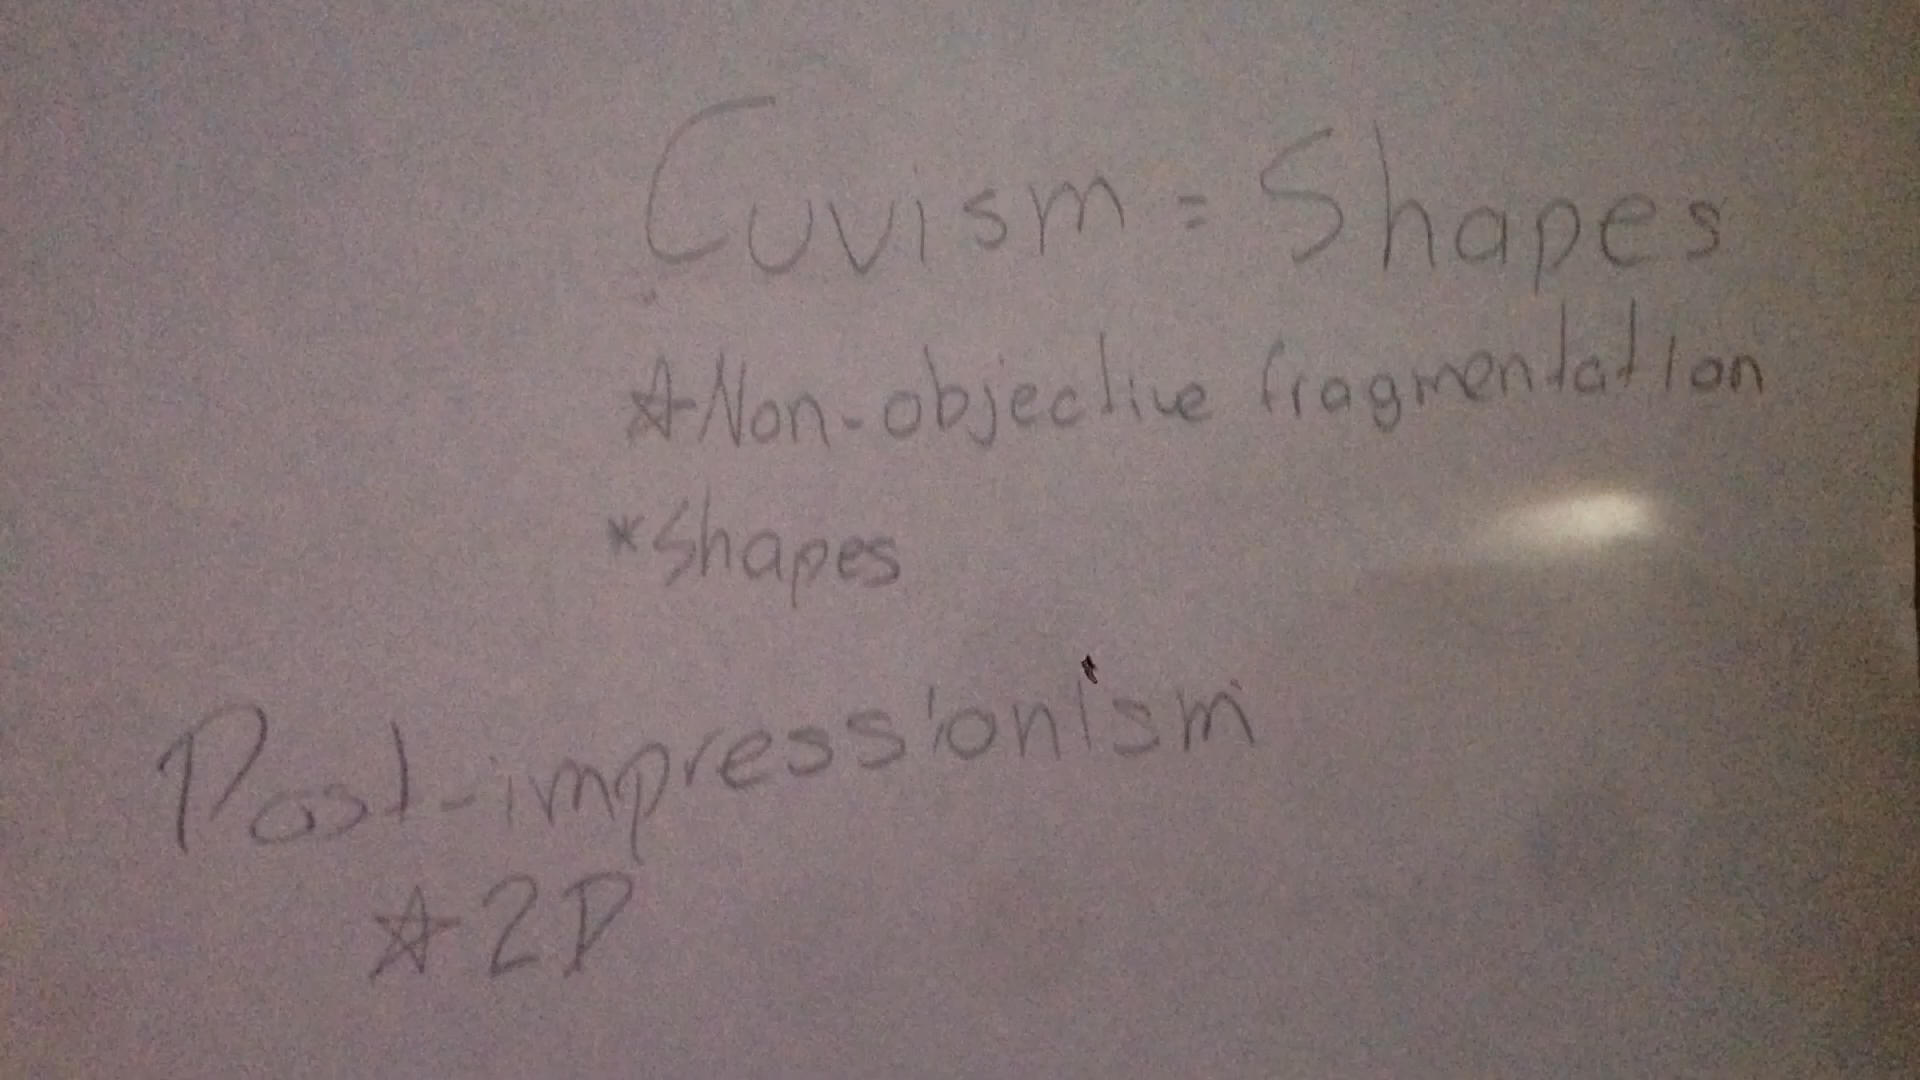 Cuvism = Shapes
☆Non-objective fragmentation
*Shapes
Post-impressionism
☆2D